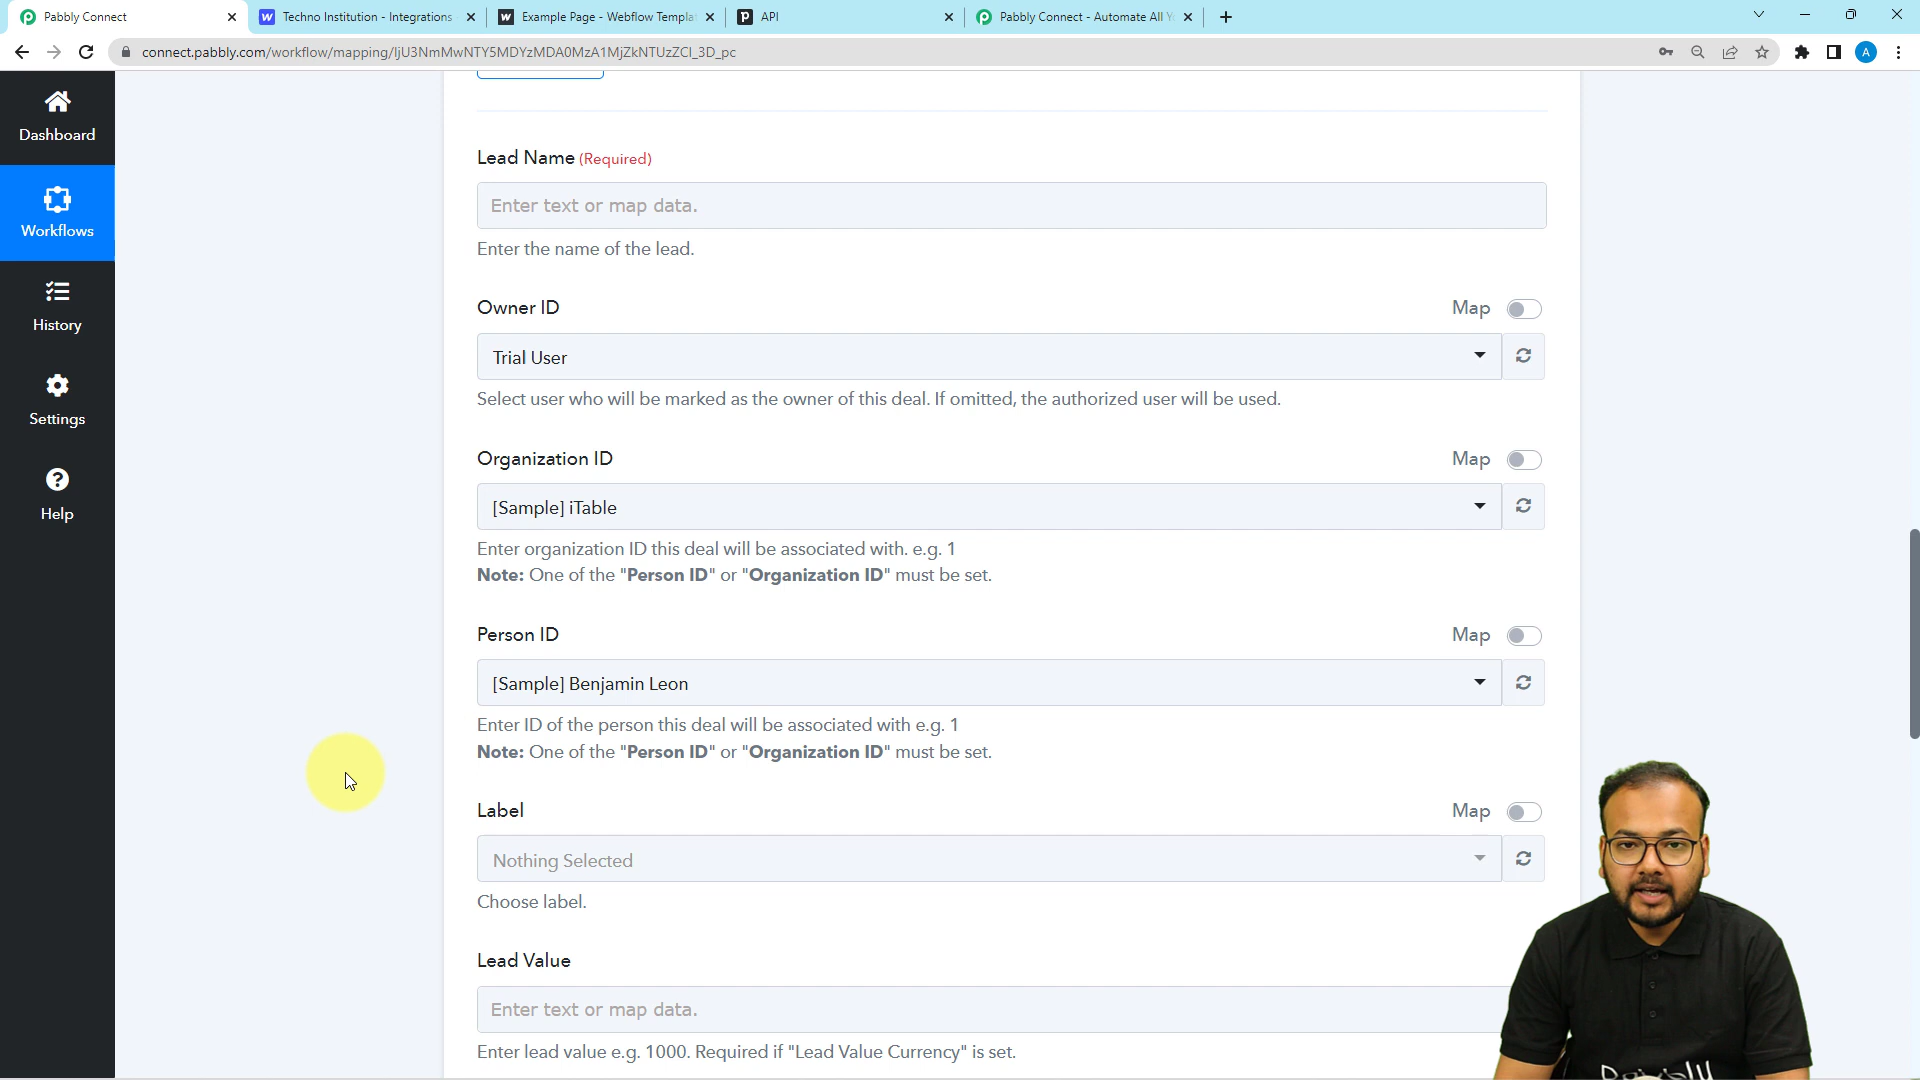 Pabbly Connect
Techno Institution - Integrations
Example Page - Webflow Templa
API
Pabbly Connect - Automate All Y
connect.pabbly.com/workflow/mapping/IjU3NmMwNTY5MDYzMDA0MzA1MjZkNTUzZCI_3D_pc
A
Dashboard
Workflows
History
Settings
Help
Lead Name (Required)
Enter text or map data.
Enter the name of the lead.
Owner ID
Map
Trial User
Select user who will be marked as the owner of this deal. If omitted, the authorized user will be used.
Organization ID
Map
[Sample] iTable
Enter organization ID this deal will be associated with. e.g. 1
Note: One of the "Person ID" or "Organization ID" must be set.
Person ID
Map
[Sample] Benjamin Leon
Enter ID of the person this deal will be associated with e.g. 1
Note: One of the "Person ID" or "Organization ID" must be set.
Label
Map
Nothing Selected
Choose label.
Lead Value
Enter text or map data.
Enter lead value e.g. 1000. Required if "Lead Value Currency" is set.